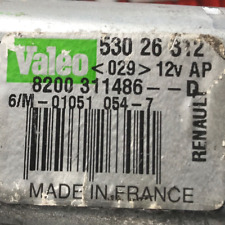 Valeo 530 26 312
<029> 12v AP
8200 311486--D
6/M-01051 054-7
RENAULT
MADE IN FRANCE